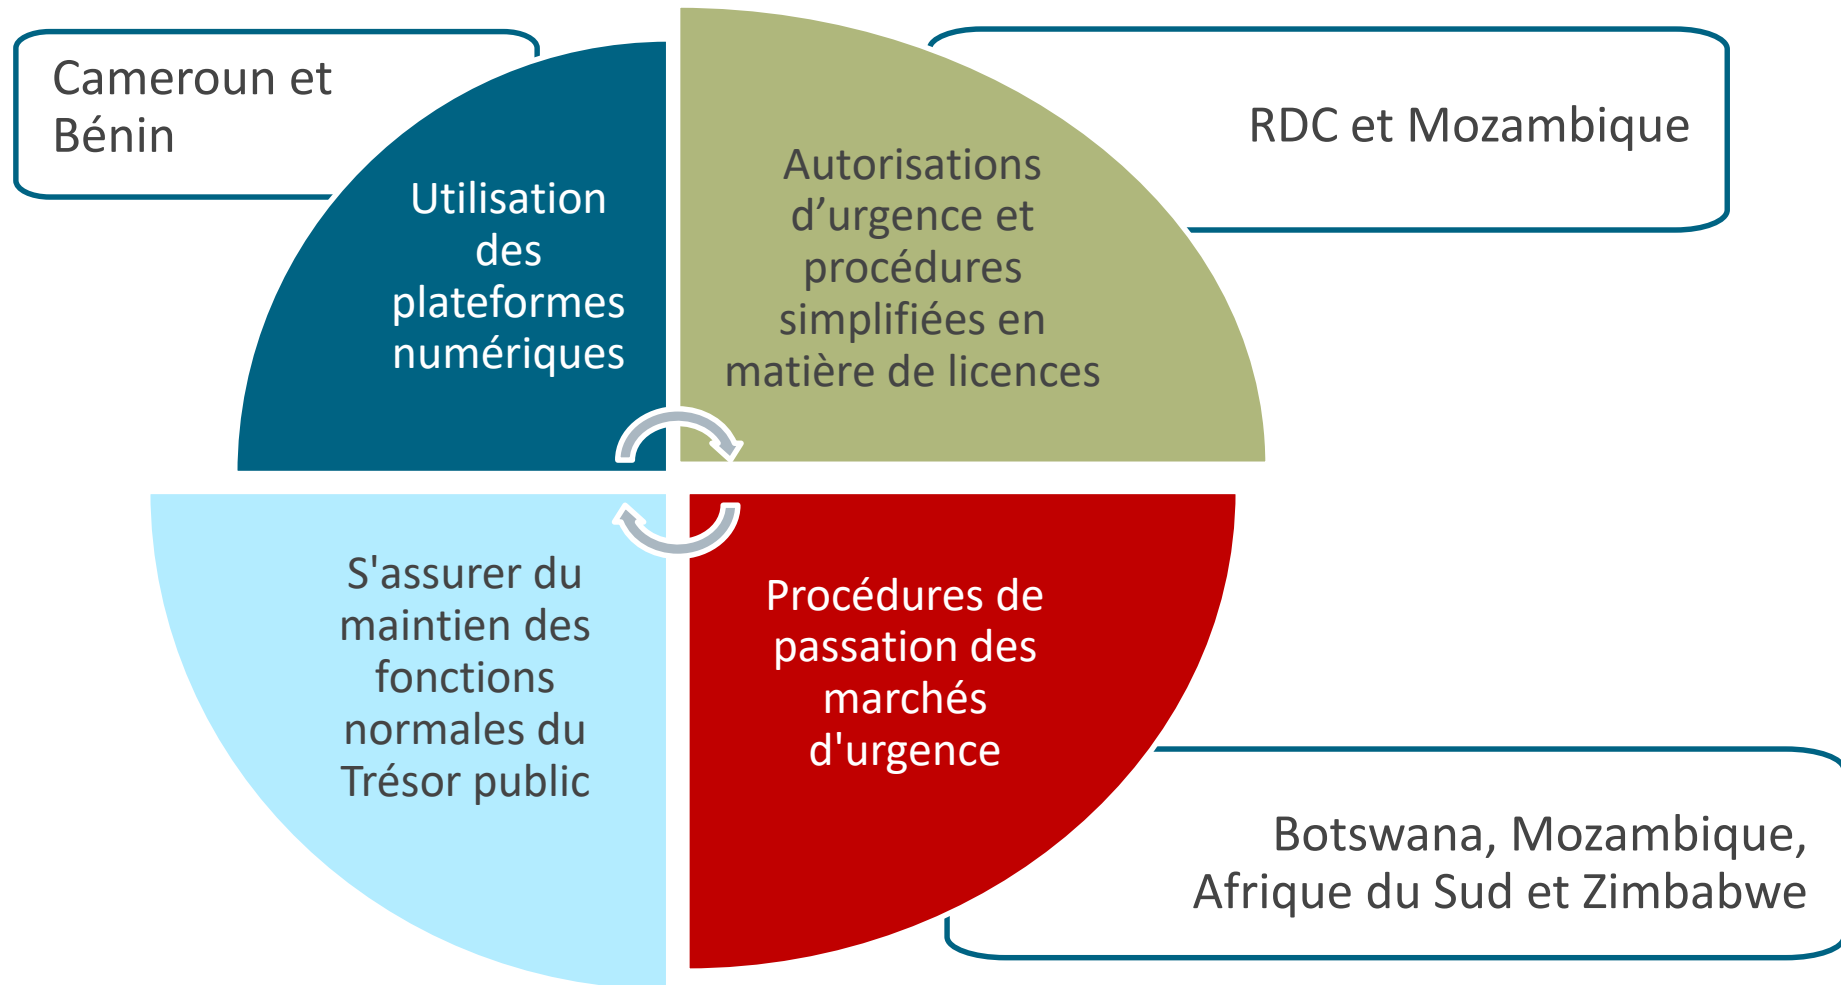 Cameroun et
Bénin
Utilisation
des
plateformes
numériques
Autorisations
d’urgence et
procédures
simplifiées en
matière de licences
RDC et Mozambique
S'assurer du
maintien des
fonctions
normales du
Trésor public
Procédures de
passation des
marchés
d'urgence
Botswana, Mozambique,
Afrique du Sud et Zimbabwe